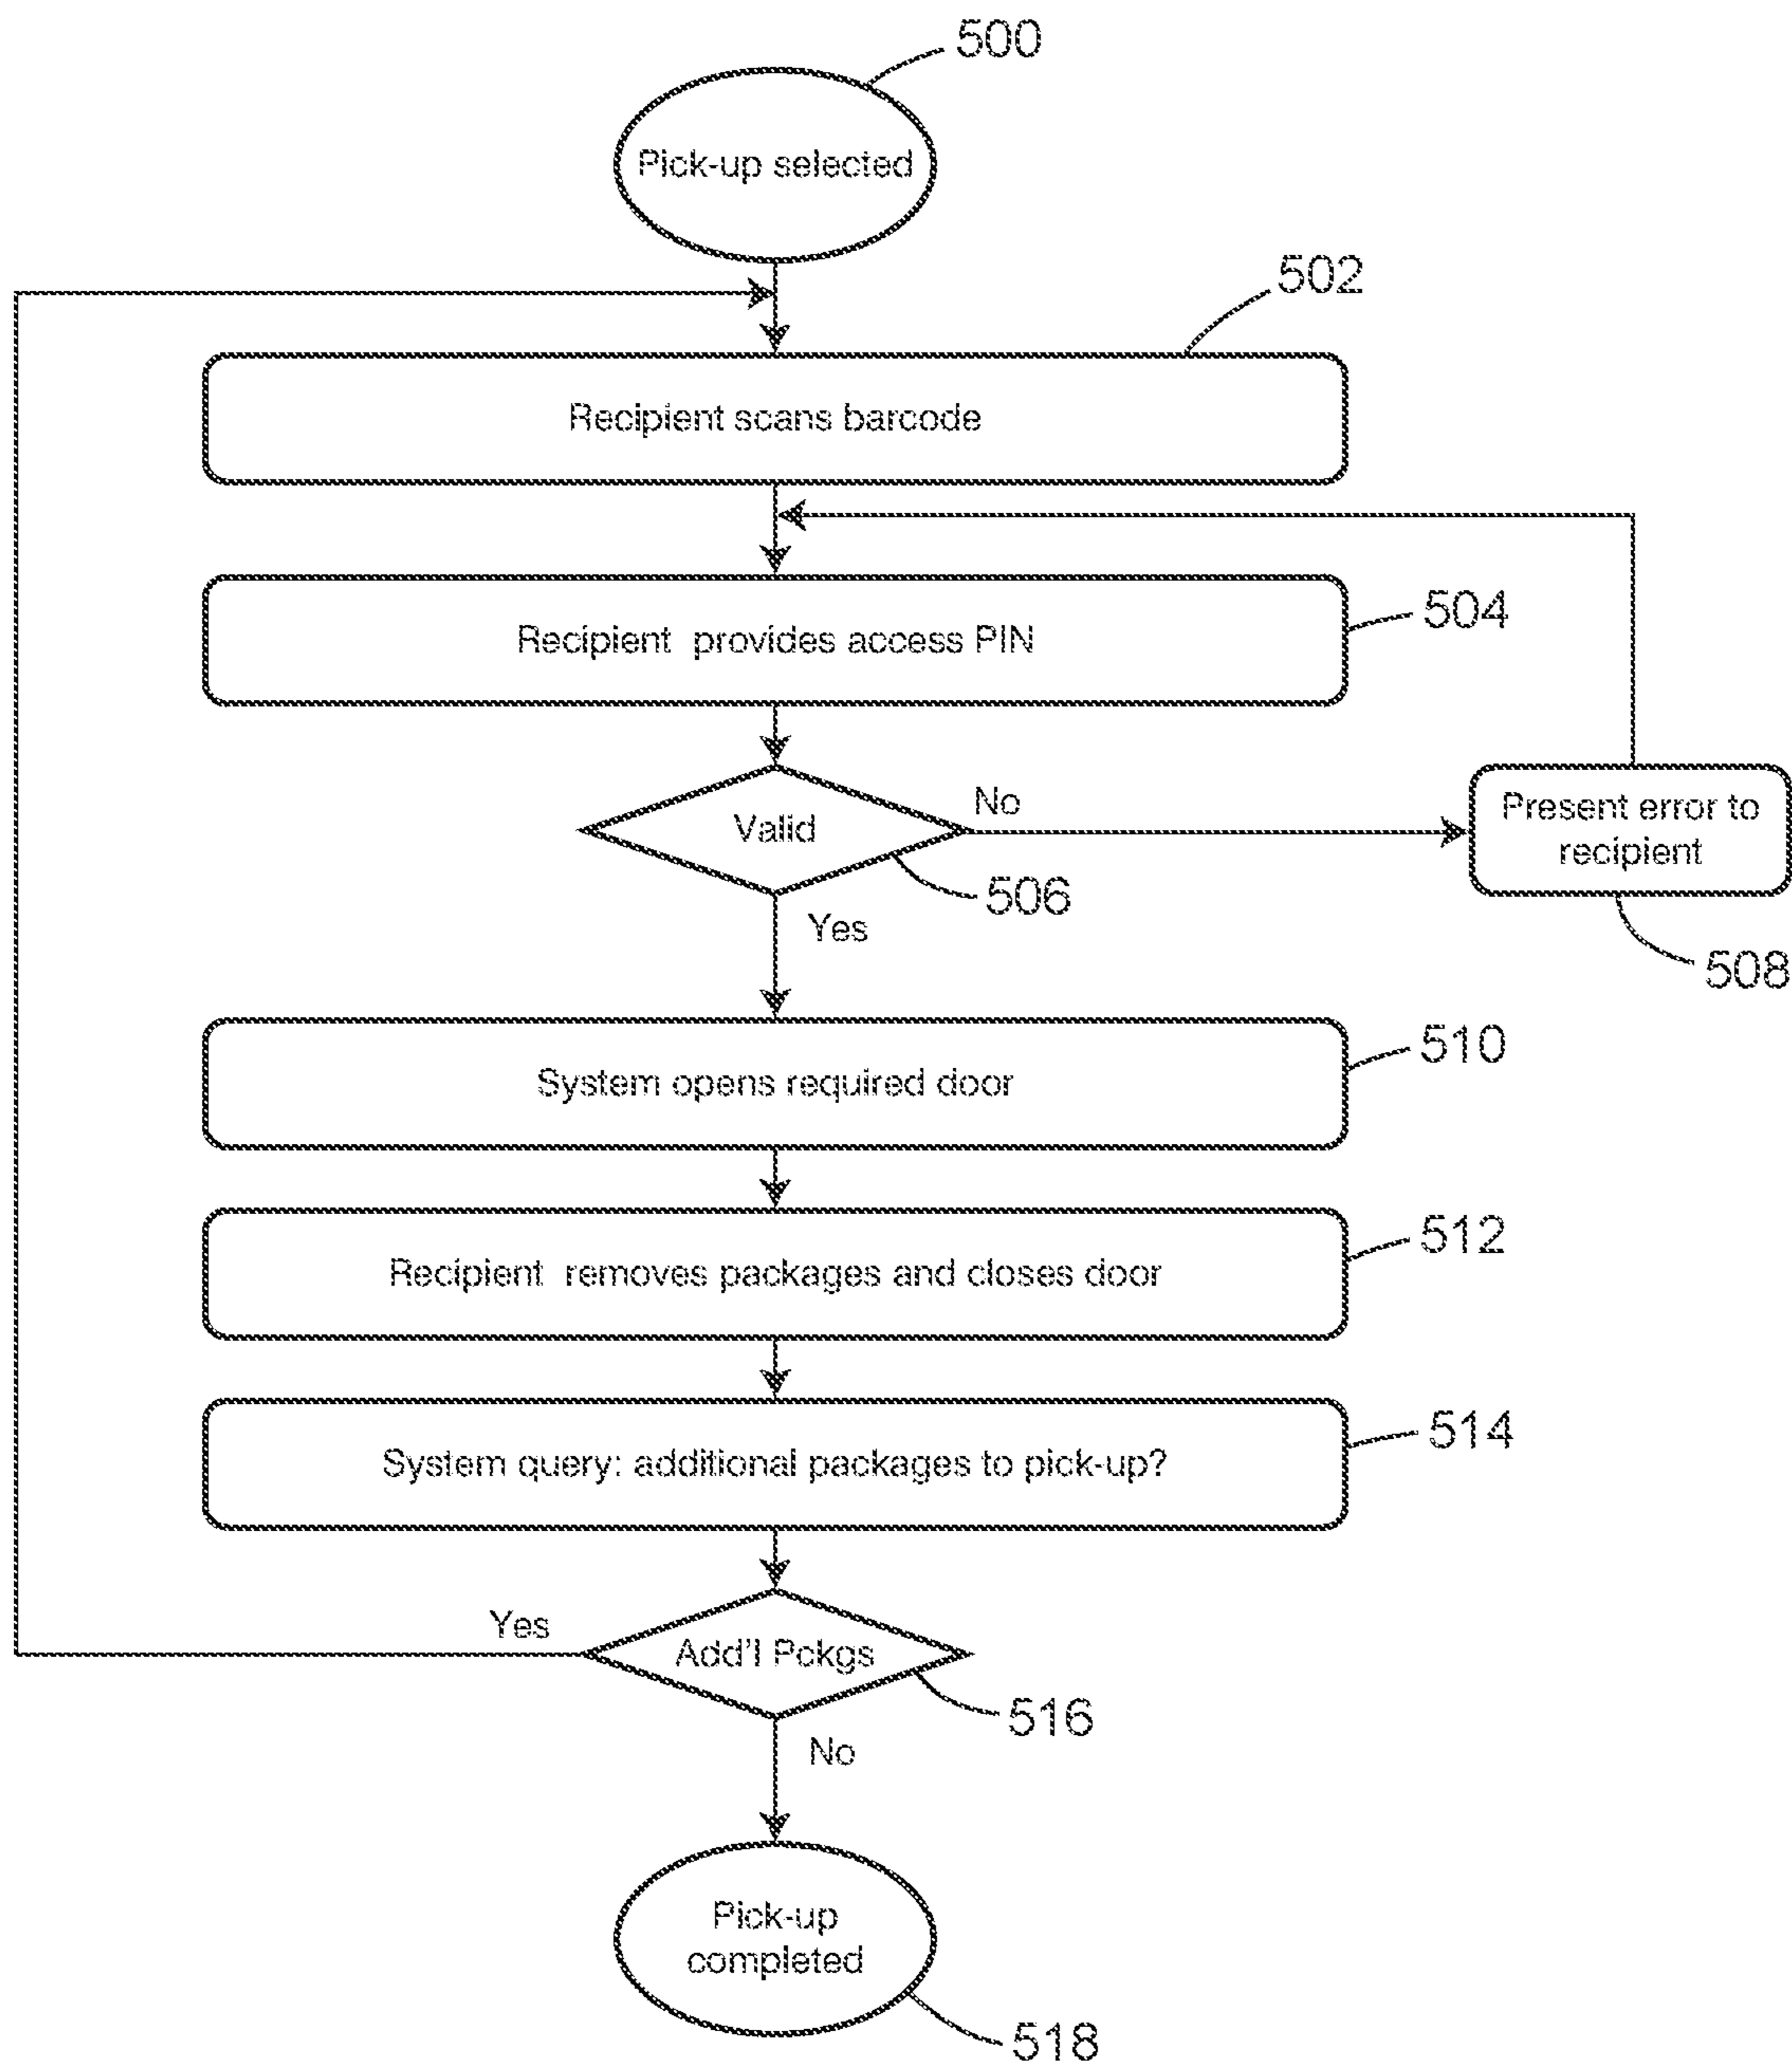 500
Pick-up selected
502
Recipient scans barcode
504
Recipient provides access PIN
Valid
No
506
Yes
Present error to
recipient
508
510
System opens required door
512
Recipient removes packages and closes door
514
System query: additional packages to pick-up?
Yes
Add'l Pckgs
516
No
Pick-up
completed
518